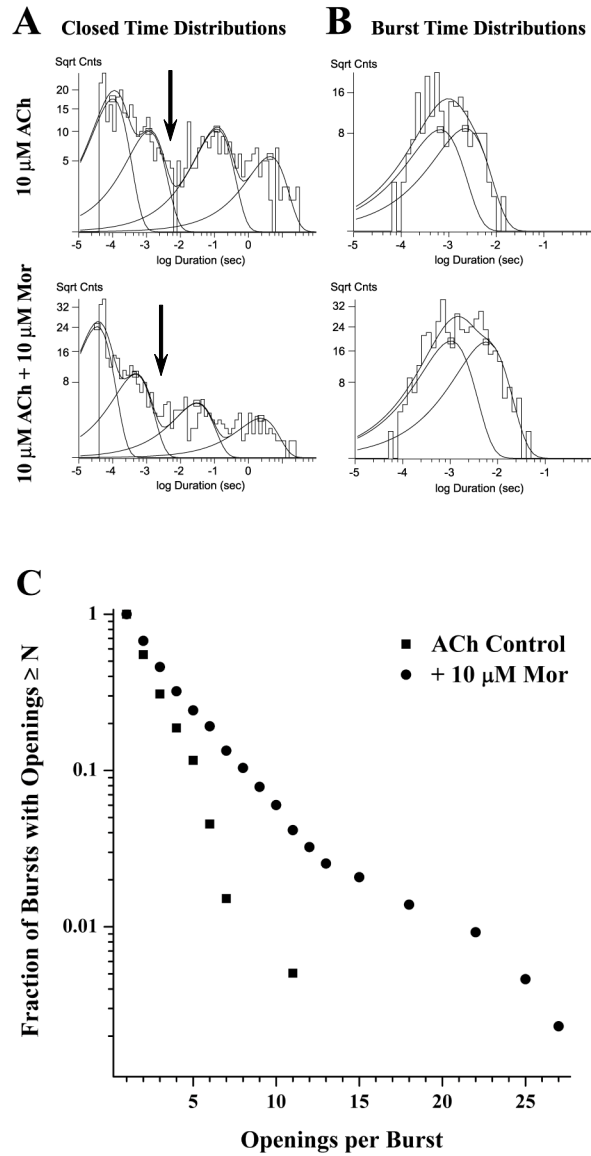 A Closed Time Distributions
B Burst Time Distributions
10 μM ACh
Sqrt Cnts
20
15
10
5
-5 -4 -3 -2 -1 0
log Duration (sec)
Sqrt Cnts
16
8
-5 -4 -3 -2 -1
log Duration (sec)
10 μM ACh + 10 μM Mor
Sqrt Cnts
32
24
16
8
-5 -4 -3 -2 -1 0
log Duration (sec)
Sqrt Cnts
32
24
16
8
-5 -4 -3 -2 -1
log Duration (sec)
C
Fraction of Bursts with Openings ≥ N
1
0.1
0.01
ACh Control
+ 10 μM Mor
5 10 15 20 25
Openings per Burst